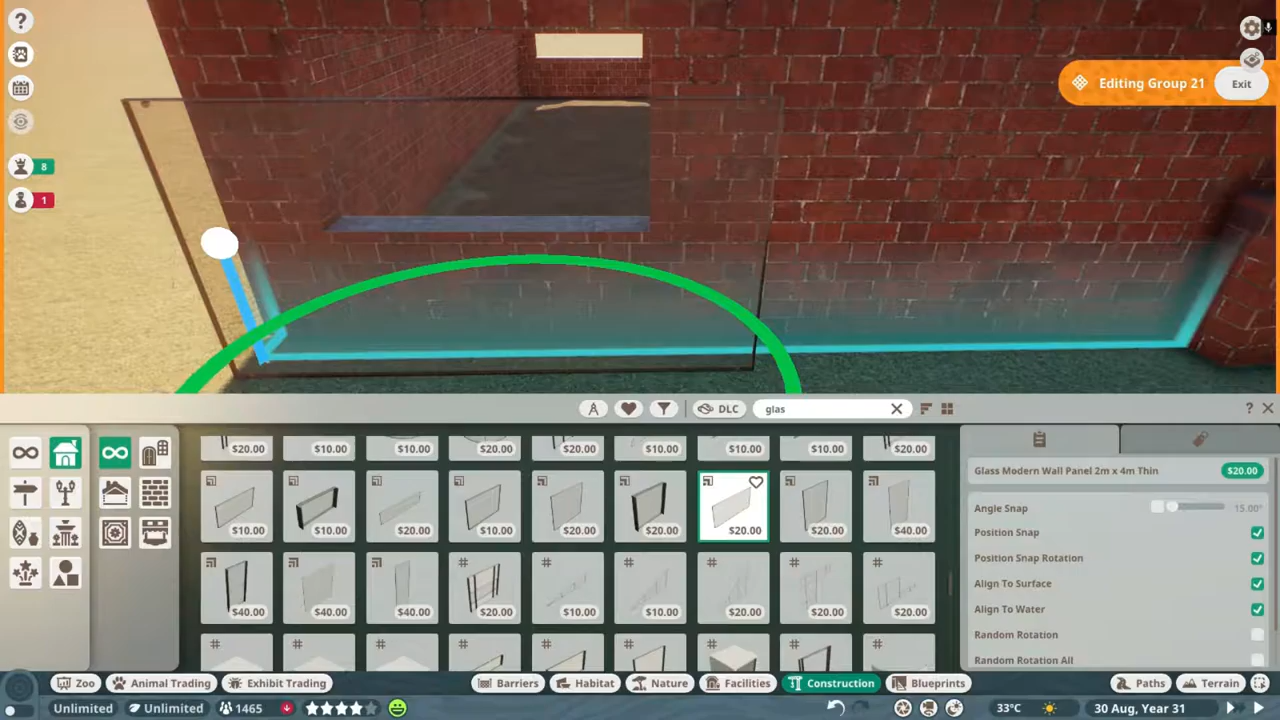 Editing Group 21
Exit
8
1
DLC
glas
$20.00
$10.00
$20.00
$20.00
$10.00
$10.00
$10.00
$10.00
$20.00
$10.00
$10.00
$20.00
$10.00
$20.00
$20.00
$20.00
$20.00
$40.00
$40.00
$40.00
$40.00
$20.00
$10.00
$10.00
$20.00
$20.00
$20.00
Glass Modern Wall Panel 2m x 4m Thin
$20.00
Angle Snap
15.00°
Position Snap
Position Snap Rotation
Align To Surface
Align To Water
Random Rotation
Random Rotation All
Zoo
Animal Trading
Exhibit Trading
Barriers
Habitat
Nature
Facilities
Construction
Blueprints
Paths
Terrain
Unlimited
Unlimited
1465
33°C
30 Aug, Year 31